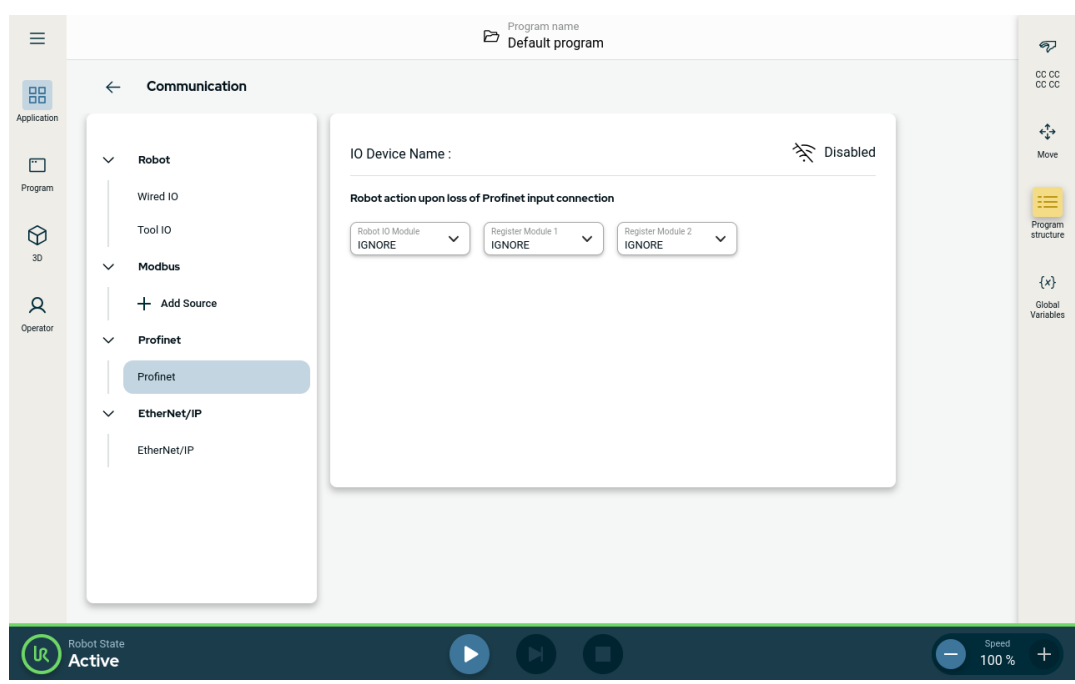 Program name
Default program
Application
Program
3D
Operator
Communication
Robot
Wired IO
Tool IO
Modbus
Add Source
Profinet
Profinet
EtherNet/IP
EtherNet/IP
IO Device Name :
Disabled
Robot action upon loss of Profinet input connection
Robot IO Module
IGNORE
Register Module 1
IGNORE
Register Module 2
IGNORE
CC CC
CC CC
Move
Program
structure
{x}
Global
Variables
UR
Robot State
Active
Speed
100 %